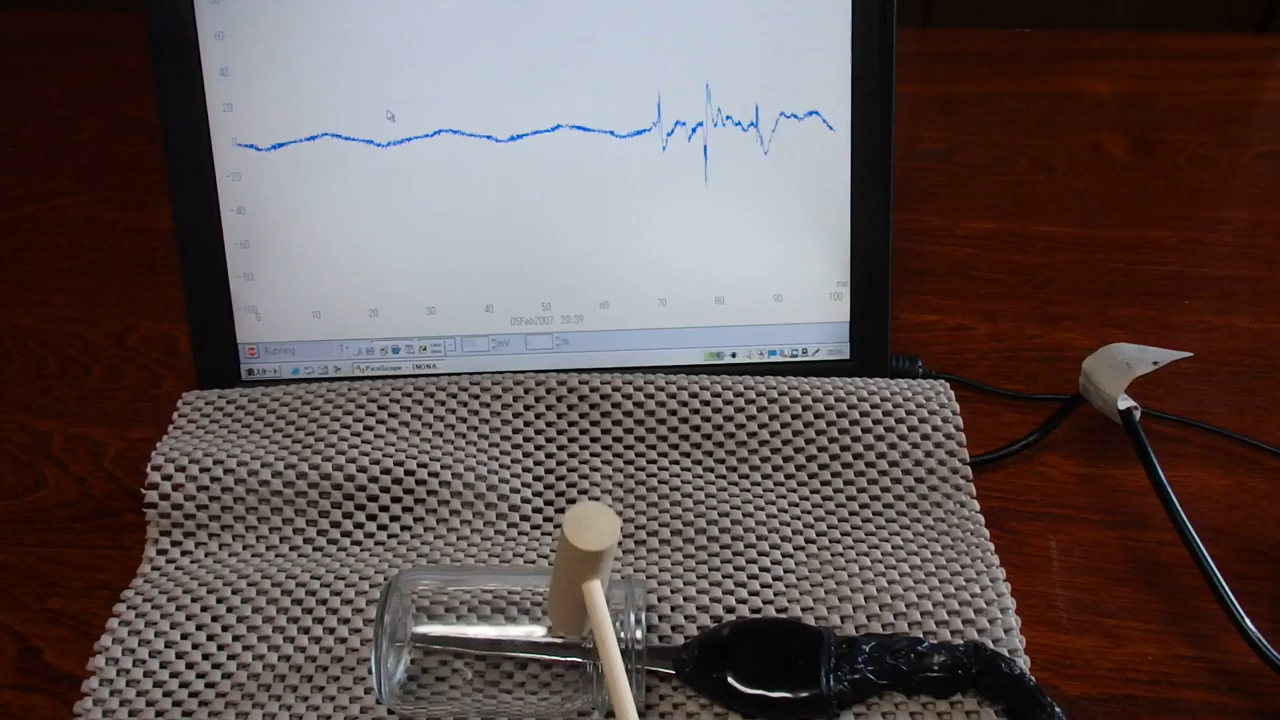 60
40
20
0
-20
-40
-60
-80
-100
ms
0 10 20 30 40 50 60 70 80 90 100
05Feb2007 20:39
Running
mV
%
スタート
PicoScope - [NONA...